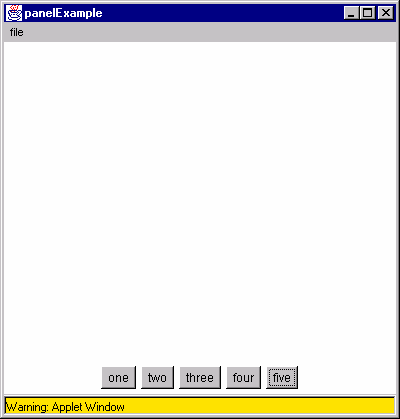 panelExample
file
one two three four five
Warning: Applet Window